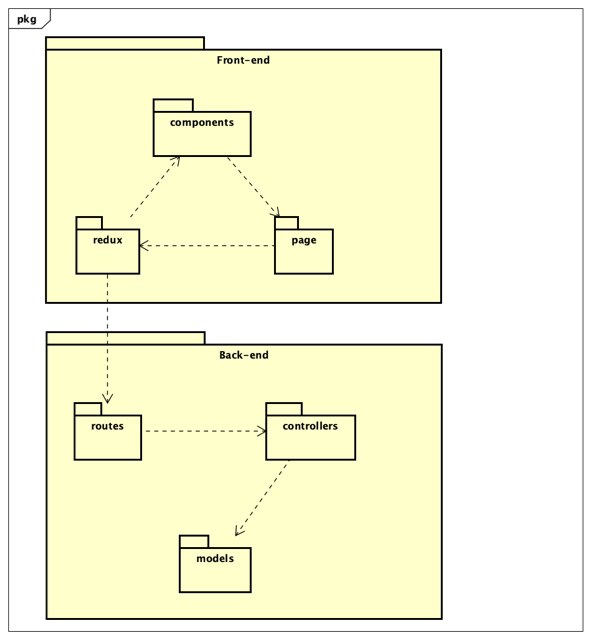 pkg
Front-end
components
redux
page
Back-end
routes
controllers
models